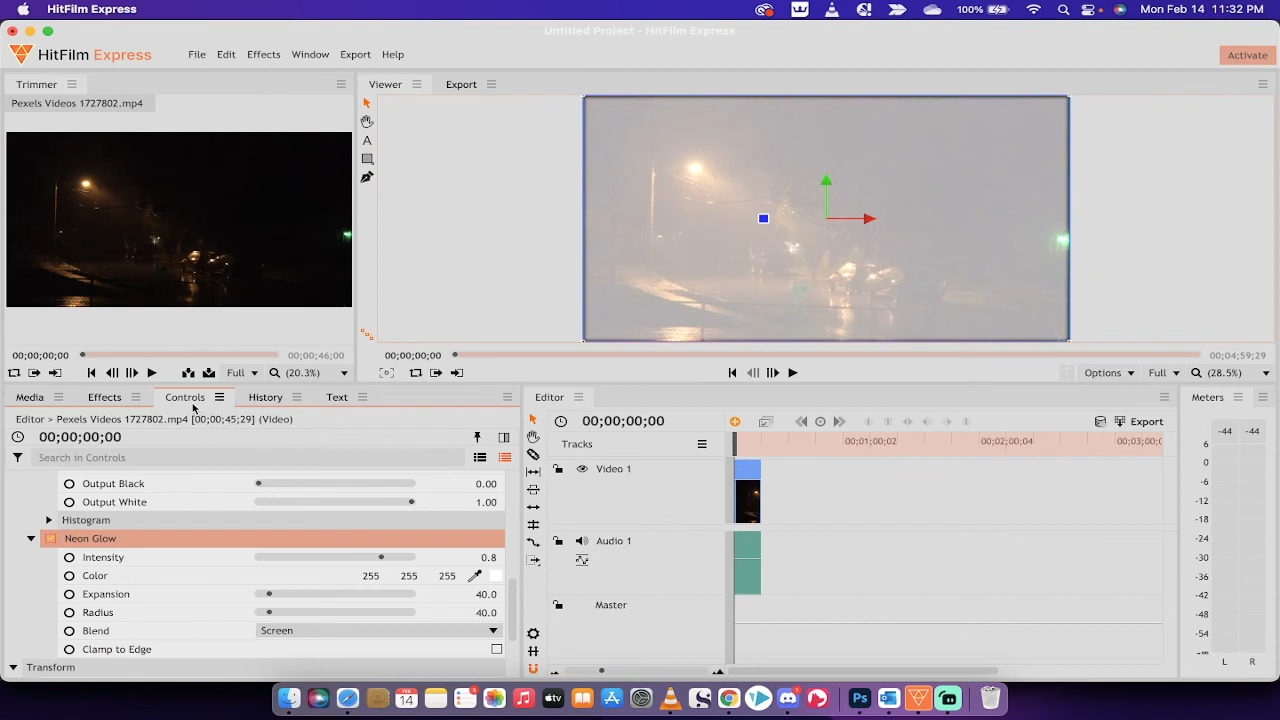 100%
Mon Feb 14 11:32 PM
Untitled Project - HitFilm Express
HitFilm Express
File Edit Effects Window Export Help
Activate
Trimmer
Viewer
Export
Pexels Videos 1727802.mp4
A
00;00;00;00
00;00;46;00
00;00;00;00
00;04;59;29
Full
(20.3%)
Options
Full
(28.5%)
Media
Effects
Controls
History
Text
Editor
Meters
Editor > Pexels Videos 1727802.mp4 [00;00;45;29] (Video)
00;00;00;00
Search in Controls
Output Black 0.00
Output White 1.00
Histogram
Neon Glow
Intensity 0.8
Color 255 255 255
Expansion 40.0
Radius 40.0
Blend Screen
Clamp to Edge
Transform
00;00;00;00
Export
Tracks
00;01;00;02
00;02;00;04
Video 1
Audio 1
Master
-44 -44
6
0
-6
-12
-18
-24
-30
-36
-42
-48
-54
L R
FEB
14
Ps